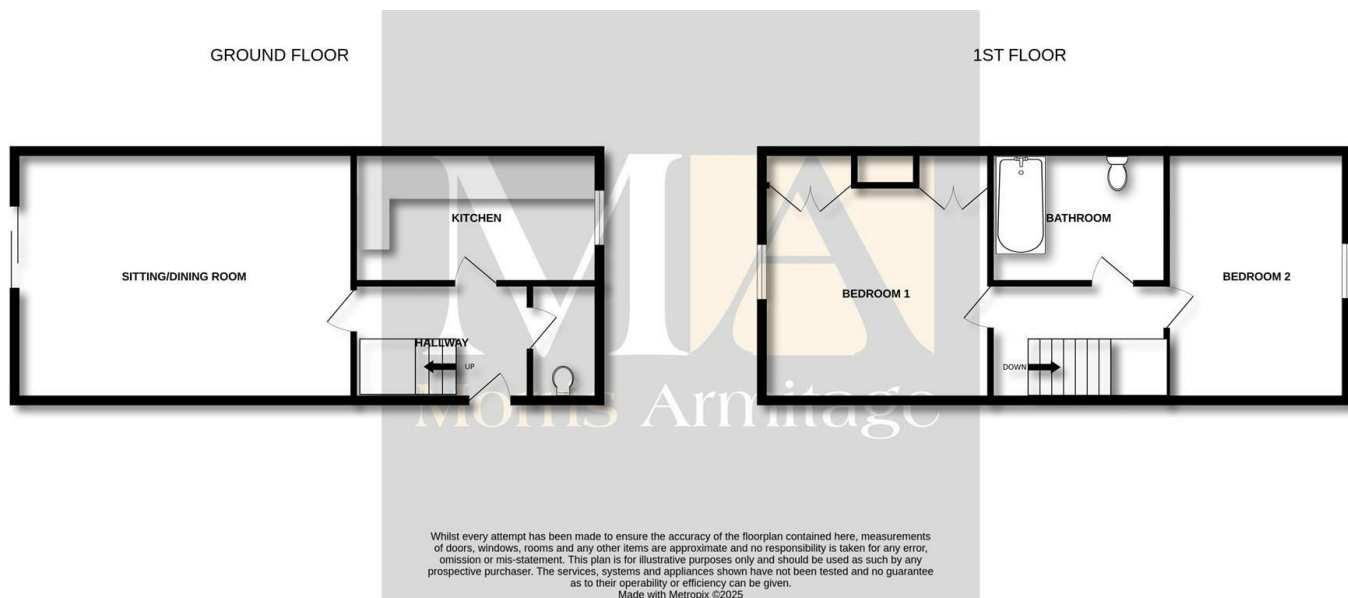 GROUND FLOOR
1ST FLOOR
MA
KITCHEN
SITTING/DINING ROOM
HALLWAY
UP
BATHROOM
BEDROOM 2
BEDROOM 1
DOWN
Morris Armitage
Whilst every attempt has been made to ensure the accuracy of the floorplan contained here, measurements
of doors, windows, rooms and any other items are approximate and no responsibility is taken for any error,
omission or mis-statement. This plan is for illustrative purposes only and should be used as such by any
prospective purchaser. The services, systems and appliances shown have not been tested and no guarantee
as to their operability or efficiency can be given.
Made with Metropix ©2025